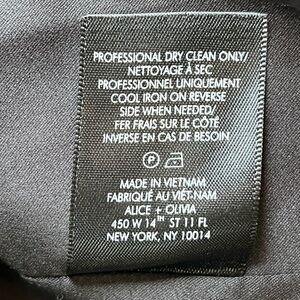 PROFESSIONAL DRY CLEAN ONLY/
NETTOYAGE À SEC
PROFESSIONNEL UNIQUEMENT
COOL IRON ON REVERSE
SIDE WHEN NEEDED/
FER FRAIS SUR LE CÔTÉ
INVERSE EN CAS DE BESOIN
P
MADE IN VIETNAM
FABRIQUÉ AU VIÊT-NAM
ALICE + OLIVIA
450 W 14TH ST 11 FL
NEW YORK, NY 10014